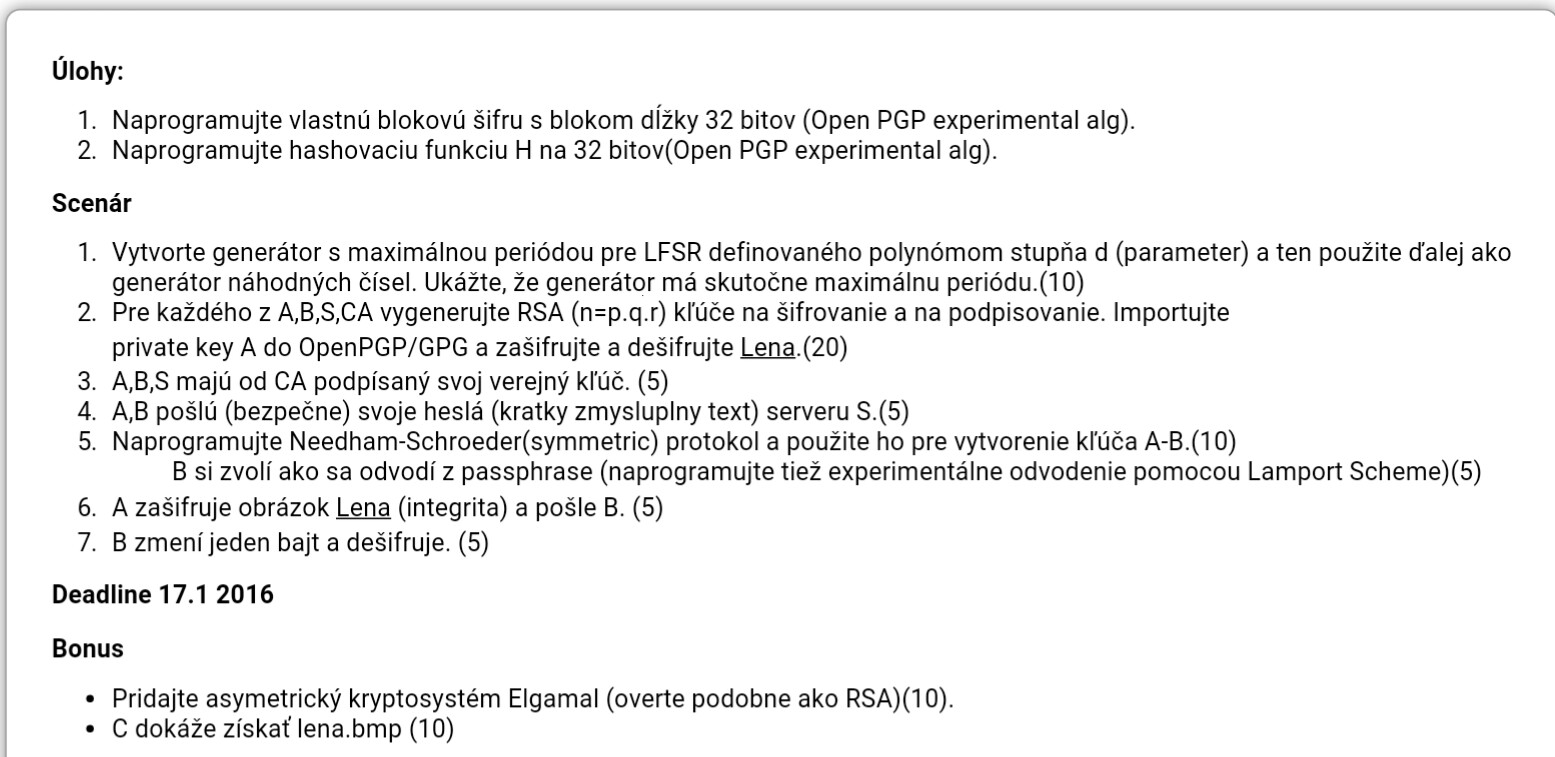 Úlohy:
1. Naprogramujte vlastnú blokovú šifru s blokom dĺžky 32 bitov (Open PGP experimental alg).
2. Naprogramujte hashovaciu funkciu H na 32 bitov(Open PGP experimental alg).
Scenár
1. Vytvorte generátor s maximálnou periódou pre LFSR definovaného polynómom stupňa d (parameter) a ten použite ďalej ako
generátor náhodných čísel. Ukážte, že generátor má skutočne maximálnu periódu.(10)
2. Pre každého z A,B,S,CA vygenerujte RSA (n=p.q.r) kľúče na šifrovanie a na podpisovanie. Importujte
private key A do OpenPGP/GPG a zašifrujte a dešifrujte Lena.(20)
3. A,B,S majú od CA podpísaný svoj verejný kľúč. (5)
4. A,B pošlú (bezpečne) svoje heslá (kratky zmysluplny text) serveru S.(5)
5. Naprogramujte Needham-Schroeder(symmetric) protokol a použite ho pre vytvorenie kľúča A-B.(10)
B si zvolí ako sa odvodí z passphrase (naprogramujte tiež experimentálne odvodenie pomocou Lamport Scheme)(5)
6. A zašifruje obrázok Lena (integrita) a pošle B. (5)
7. B zmení jeden bajt a dešifruje. (5)
Deadline 17.1 2016
Bonus
• Pridajte asymetrický kryptosystém Elgamal (overte podobne ako RSA)(10).
• C dokáže získať lena.bmp (10)